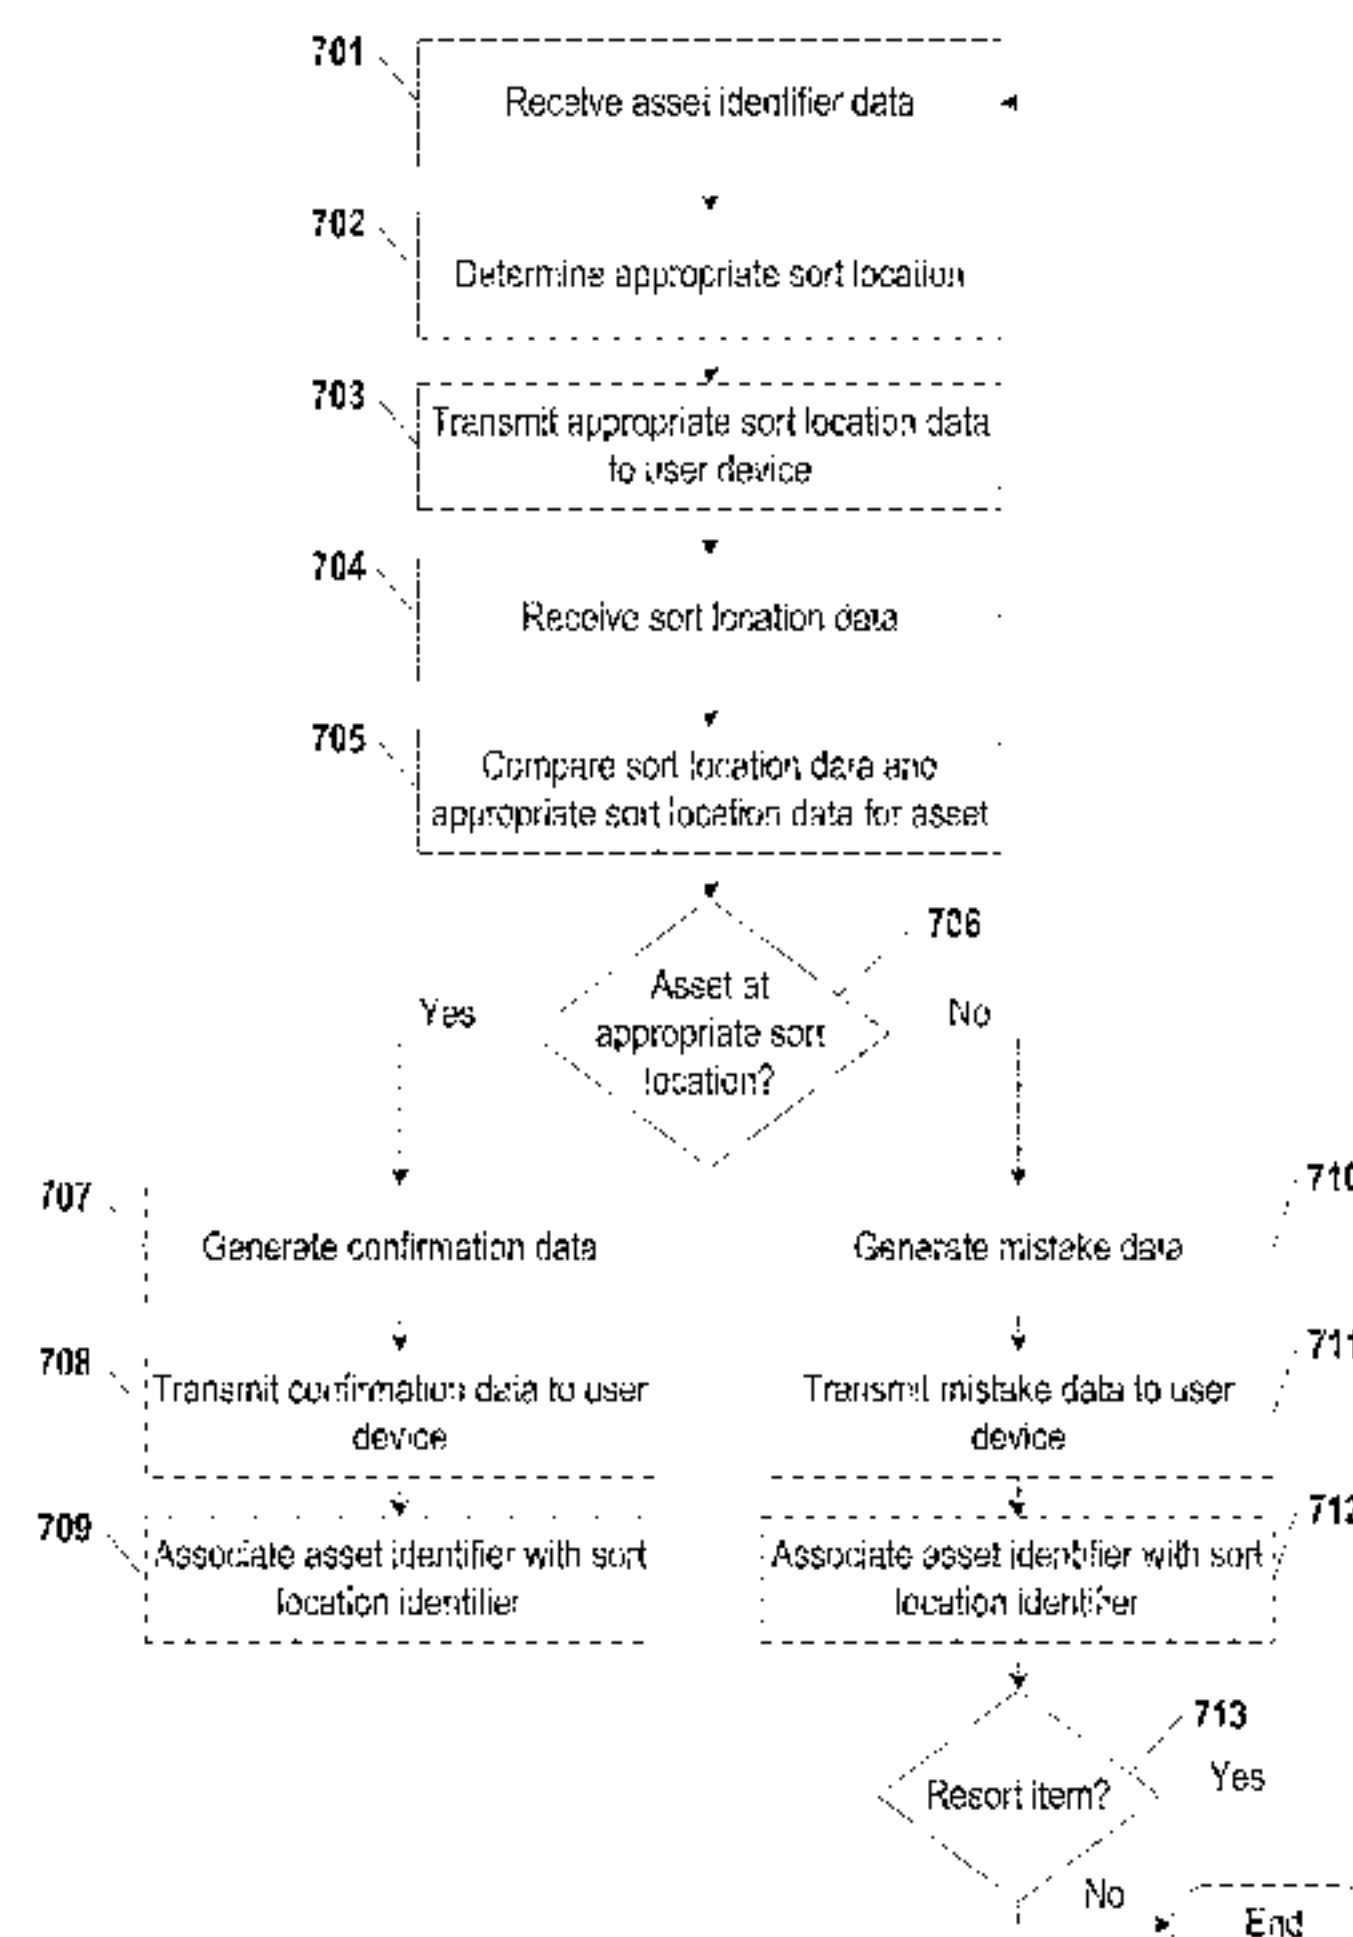 701
Receive asset identifier data
702
Determine appropriate sort location
703
Transmit appropriate sort location data
to user device
704
Receive sort location data
705
Compare sort location data and
appropriate sort location data for asset
706
Asset at
appropriate sort
location?
Yes
No
707
Generate confirmation data
710
Generate mistake data
708
Transmit confirmation data to user
device
711
Transmit mistake data to user
device
709
Associate asset identifier with sort
location identifier
712
Associate asset identifier with sort
location identifier
713
Resort item?
Yes
No
End